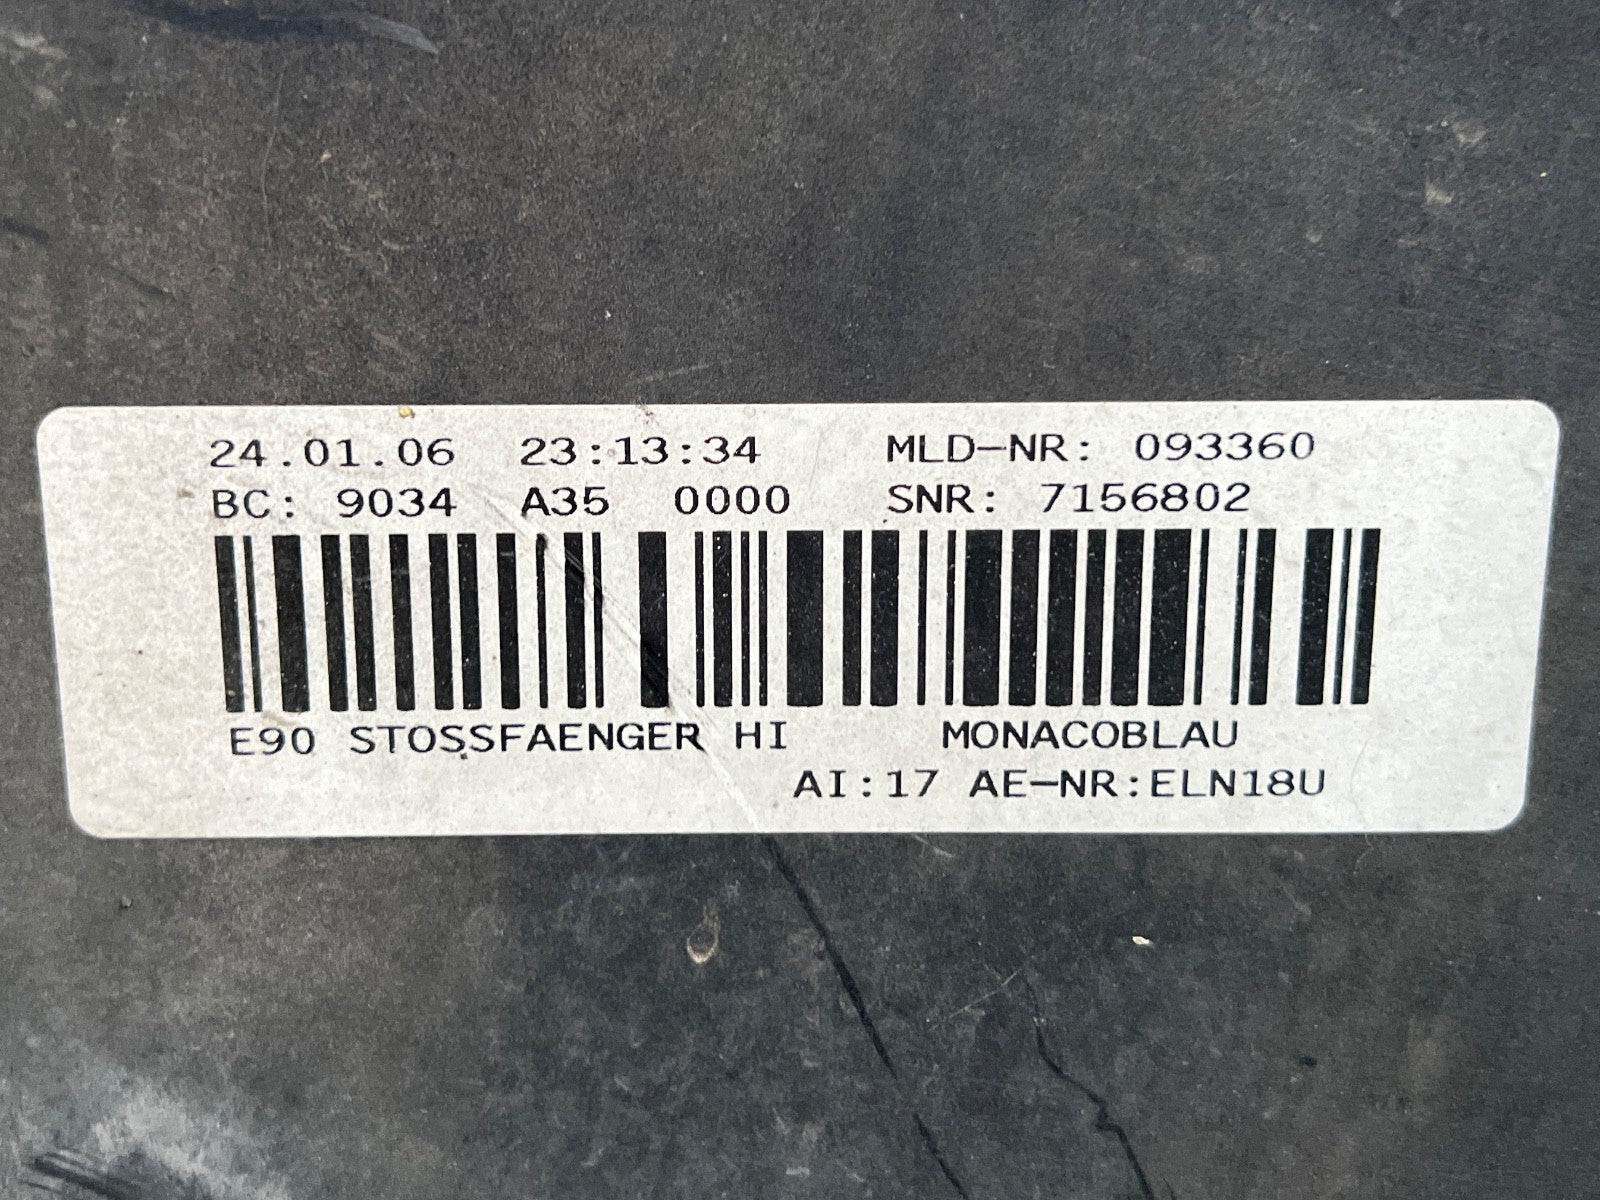 24.01.06 23:13:34 MLD-NR: 093360
BC: 9034 A35 0000 SNR: 7156802
E90 STOSSFAENGER HI MONACOBLAU
AI:17 AE-NR:ELN18U